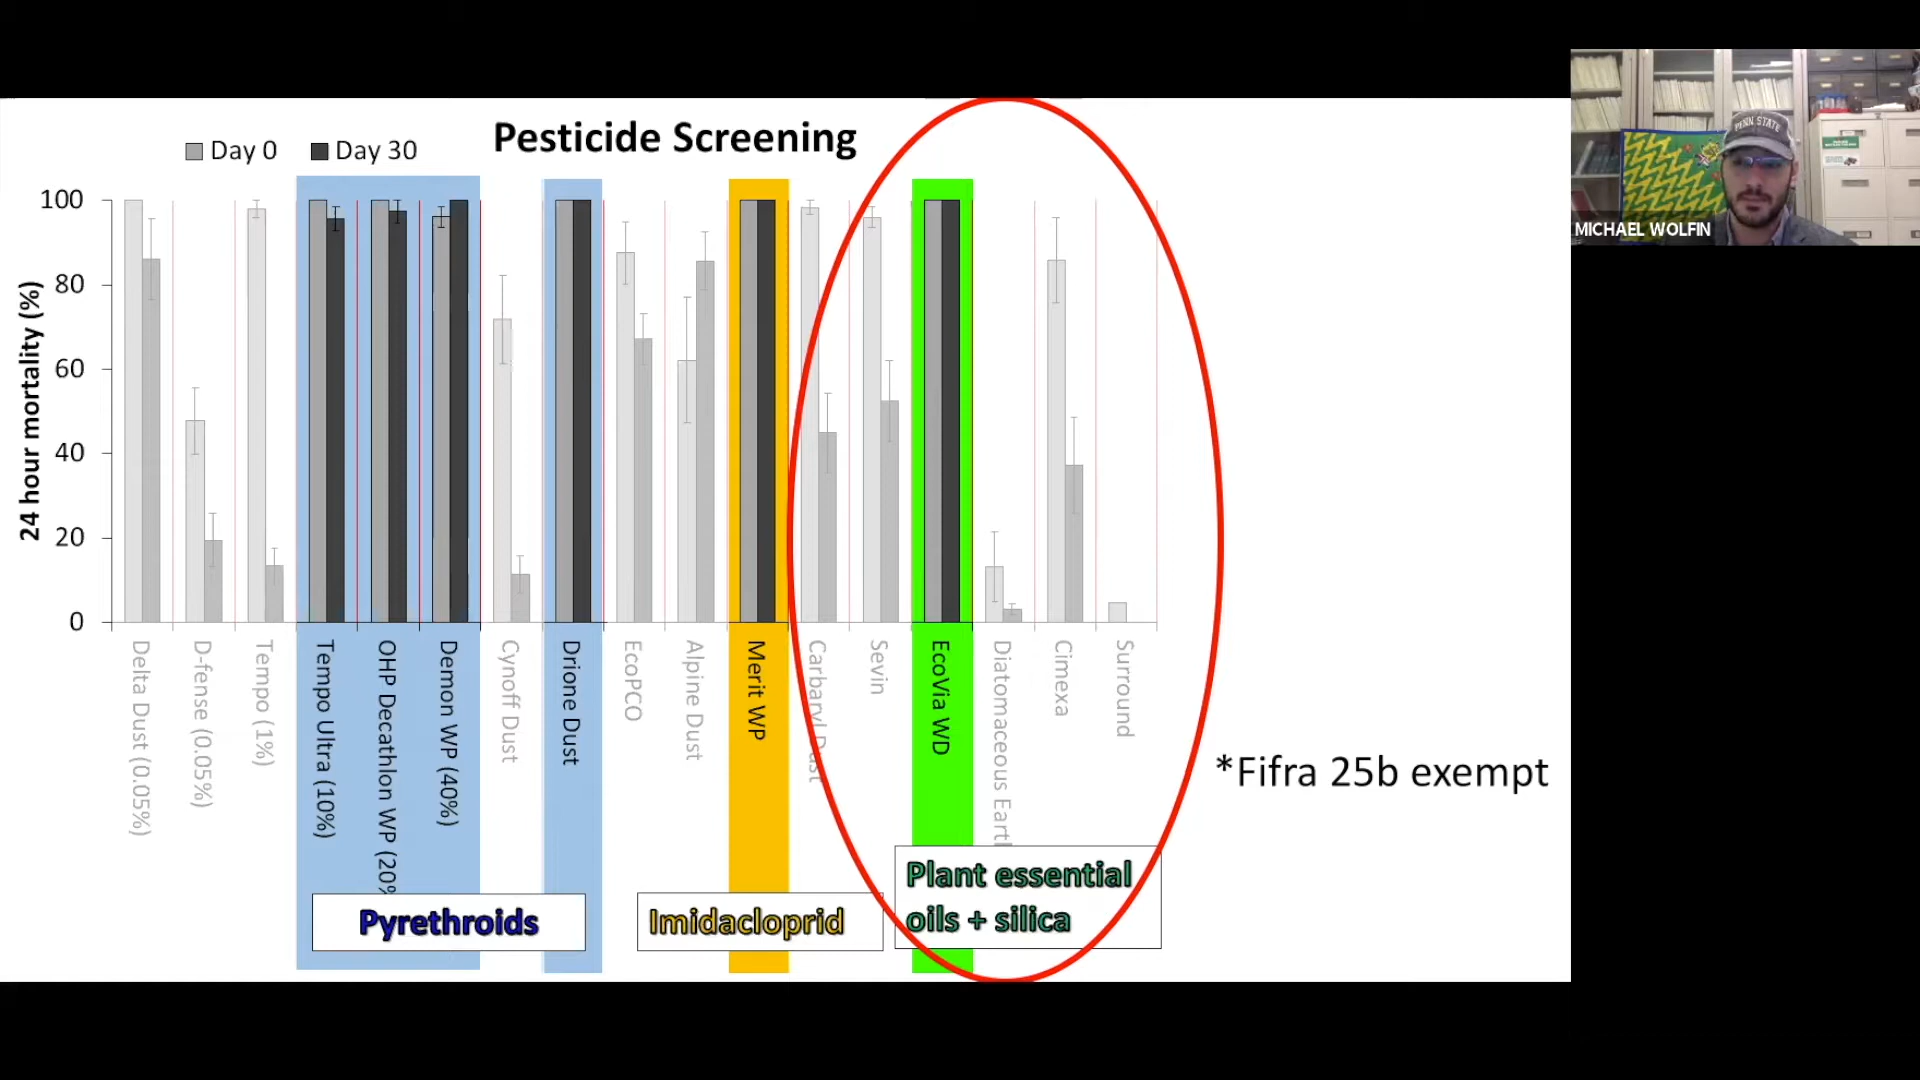 Pesticide Screening
Day 0
Day 30
24 hour mortality (%)
100
80
60
40
20
0
Delta Dust (0.05%)
D-fense (0.05%)
Tempo (1%)
Tempo Ultra (10%)
OHP Decathlon WP (20%
Demon WP (40%)
Cynoff Dust
Drione Dust
EcoPCO
Alpine Dust
Merit WP
Carbaryl Dust
Sevin
EcoVia WD
Diatomaceous Earth
Cimexa
Surround
Pyrethroids
Imidacloprid
Plant essential
oils + silica
*Fifra 25b exempt
PENN STATE
MICHAEL WOLFIN